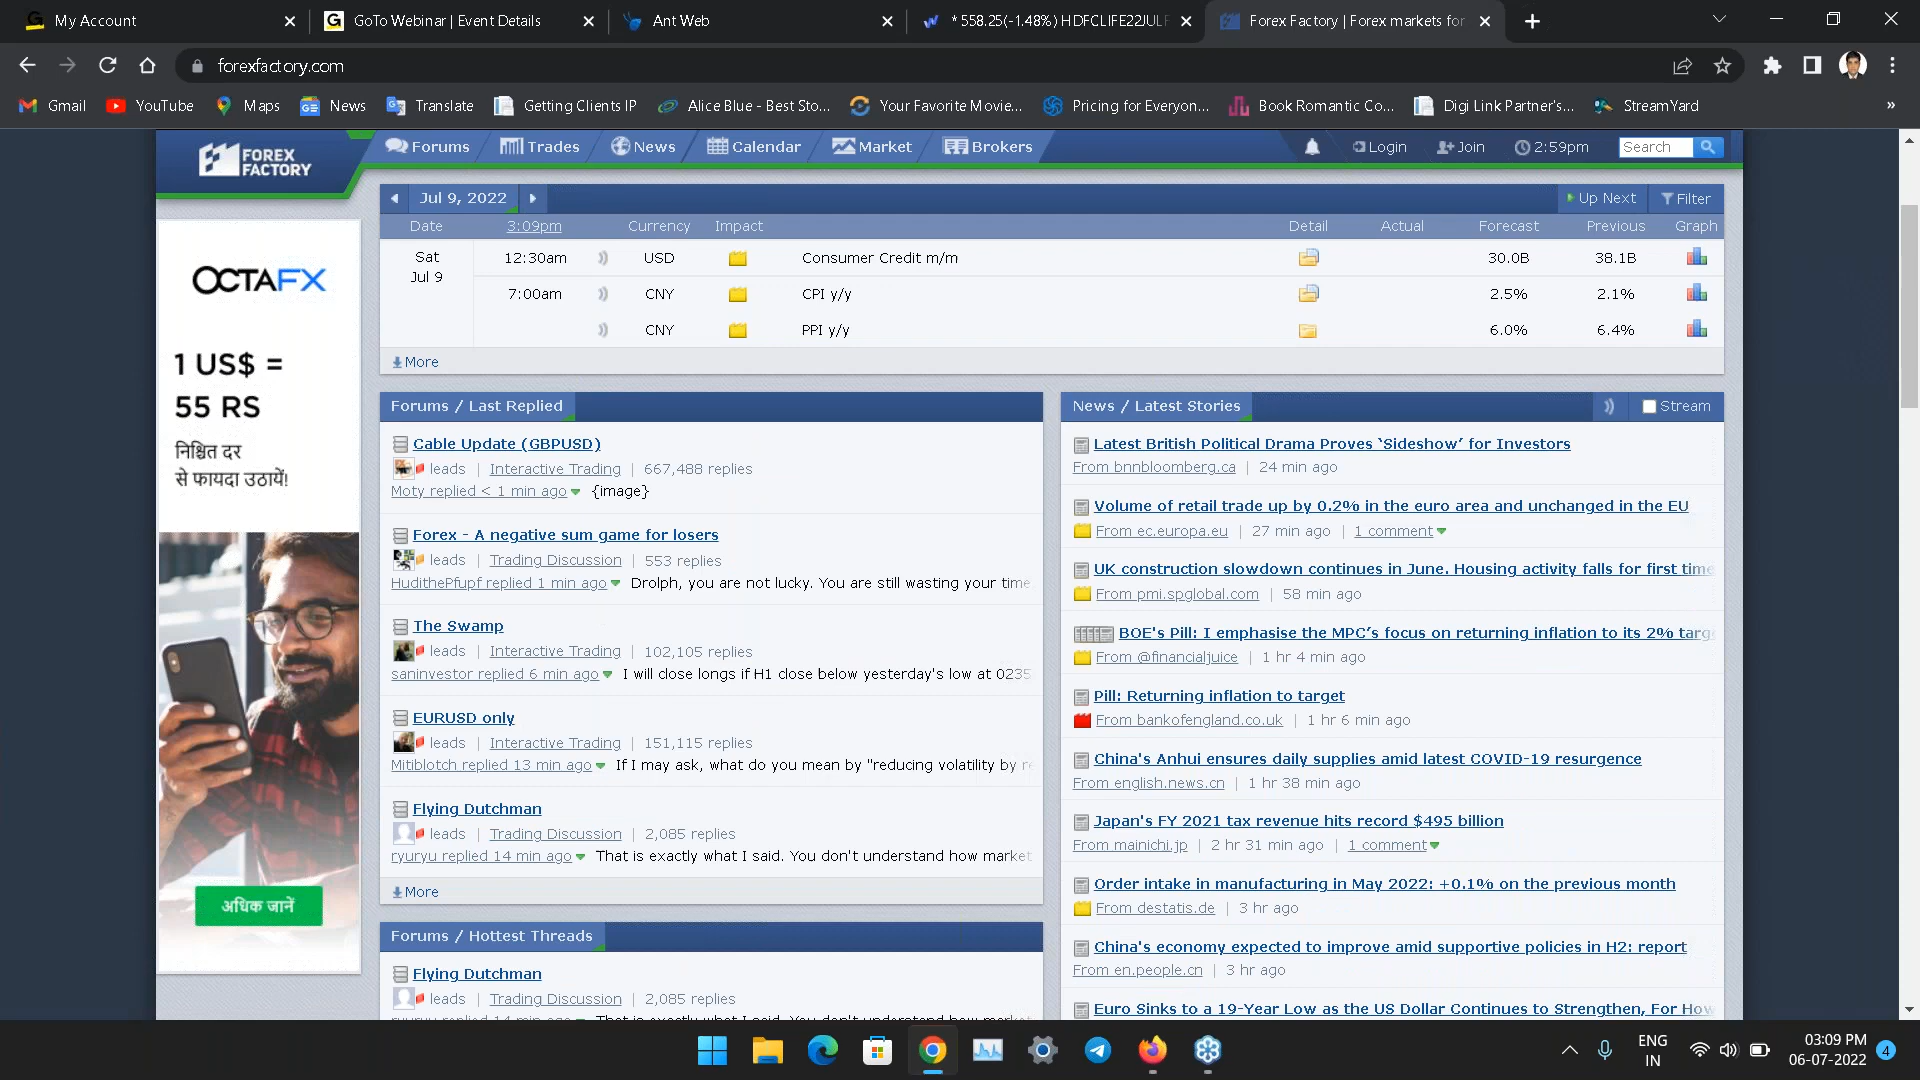 My Account
GoTo Webinar | Event Details
Ant Web
* 558.25(-1.48%) HDFCLIFE22JULF
Forex Factory | Forex markets for
forexfactory.com
Gmail
YouTube
Maps
News
Translate
Getting Clients IP
Alice Blue - Best Sto...
Your Favorite Movie...
Pricing for Everyon...
Book Romantic Co...
Digi Link Partner's...
StreamYard
»
FOREX
FACTORY
Forums
Trades
News
Calendar
Market
Brokers
Login
Join
2:59pm
Search
OCTAFX
1 US$ =
55 RS
निश्चित दर
से फायदा उठायें!
अधिक जानें
Jul 9, 2022
Up Next
Filter
Date 3:09pm Currency Impact Detail Actual Forecast Previous Graph
Sat
Jul 9
12:30am USD Consumer Credit m/m 30.0B 38.1B
7:00am CNY CPI y/y 2.5% 2.1%
CNY PPI y/y 6.0% 6.4%
More
Forums / Last Replied
Cable Update (GBPUSD)
leads | Interactive Trading | 667,488 replies
Moty replied < 1 min ago {image}
Forex - A negative sum game for losers
leads | Trading Discussion | 553 replies
HudithePfupf replied 1 min ago Drolph, you are not lucky. You are still wasting your time
The Swamp
leads | Interactive Trading | 102,105 replies
saninvestor replied 6 min ago I will close longs if H1 close below yesterday's low at 0235
EURUSD only
leads | Interactive Trading | 151,115 replies
Mitiblotch replied 13 min ago If I may ask, what do you mean by "reducing volatility by
Flying Dutchman
leads | Trading Discussion | 2,085 replies
ryuryu replied 14 min ago That is exactly what I said. You don't understand how market
More
Forums / Hottest Threads
Flying Dutchman
leads | Trading Discussion | 2,085 replies
ryuryu replied 14 min ago That is exactly what I said. You don't understand how market
News / Latest Stories
Stream
Latest British Political Drama Proves ‘Sideshow’ for Investors
From bnnbloomberg.ca | 24 min ago
Volume of retail trade up by 0.2% in the euro area and unchanged in the EU
From ec.europa.eu | 27 min ago | 1 comment
UK construction slowdown continues in June. Housing activity falls for first time
From pmi.spglobal.com | 58 min ago
BOE's Pill: I emphasise the MPC’s focus on returning inflation to its 2% targ
From @financialjuice | 1 hr 4 min ago
Pill: Returning inflation to target
From bankofengland.co.uk | 1 hr 6 min ago
China's Anhui ensures daily supplies amid latest COVID-19 resurgence
From english.news.cn | 1 hr 38 min ago
Japan's FY 2021 tax revenue hits record $495 billion
From mainichi.jp | 2 hr 31 min ago | 1 comment
Order intake in manufacturing in May 2022: +0.1% on the previous month
From destatis.de | 3 hr ago
China's economy expected to improve amid supportive policies in H2: report
From en.people.cn | 3 hr ago
Euro Sinks to a 19-Year Low as the US Dollar Continues to Strengthen, For How
ENG
IN
03:09 PM
06-07-2022
4